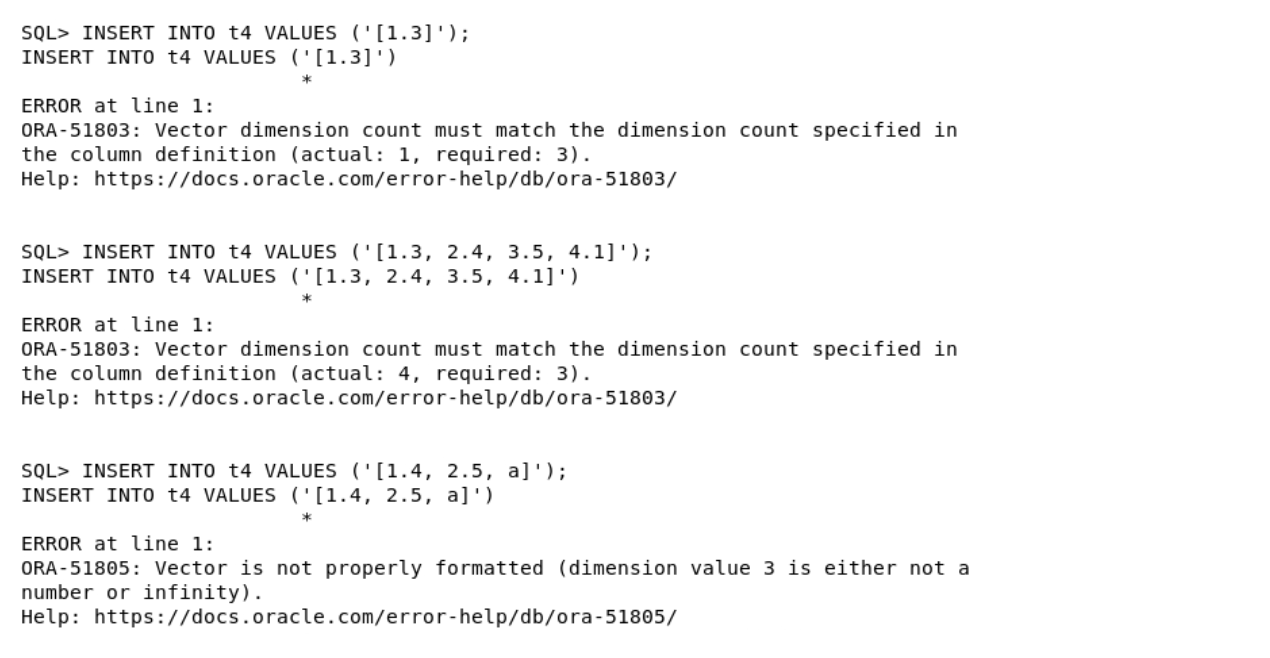 SQL> INSERT INTO t4 VALUES ('[1.3]');
INSERT INTO t4 VALUES ('[1.3]')
*
ERROR at line 1:
ORA-51803: Vector dimension count must match the dimension count specified in
the column definition (actual: 1, required: 3).
Help: https://docs.oracle.com/error-help/db/ora-51803/
SQL> INSERT INTO t4 VALUES ('[1.3, 2.4, 3.5, 4.1]');
INSERT INTO t4 VALUES ('[1.3, 2.4, 3.5, 4.1]')
*
ERROR at line 1:
ORA-51803: Vector dimension count must match the dimension count specified in
the column definition (actual: 4, required: 3).
Help: https://docs.oracle.com/error-help/db/ora-51803/
SQL> INSERT INTO t4 VALUES ('[1.4, 2.5, a]');
INSERT INTO t4 VALUES ('[1.4, 2.5, a]')
*
ERROR at line 1:
ORA-51805: Vector is not properly formatted (dimension value 3 is either not a
number or infinity).
Help: https://docs.oracle.com/error-help/db/ora-51805/